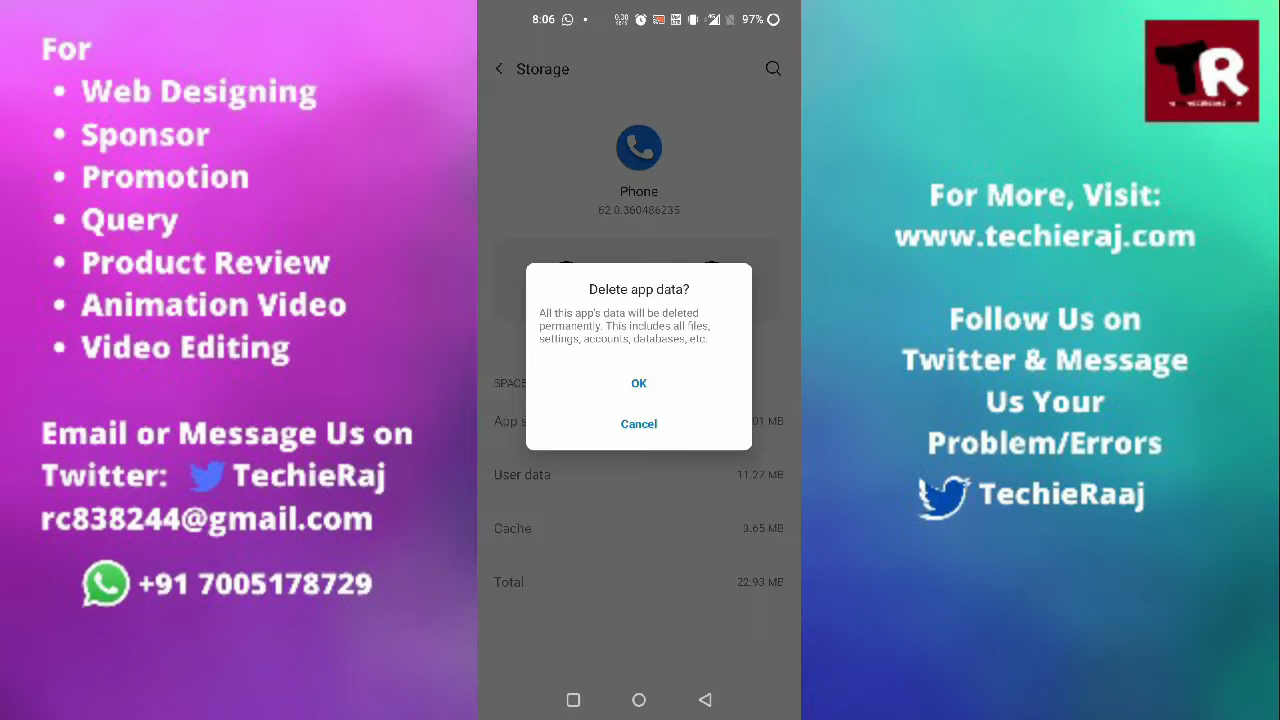 For
• Web Designing
• Sponsor
• Promotion
• Query
• Product Review
• Animation Video
• Video Editing
Email or Message Us on
Twitter: TechieRaj
rc838244@gmail.com
+91 7005178729
8:06
97%
Storage
Phone
62.0.360486235
Delete app data?
All this app's data will be deleted
permanently. This includes all files,
settings, accounts, databases, etc.
OK
Cancel
SPACE
App s 01 MB
User data 11.27 MB
Cache 3.65 MB
Total 22.93 MB
TR
For More, Visit:
www.techieraj.com
Follow Us on
Twitter & Message
Us Your
Problem/Errors
TechieRaaj